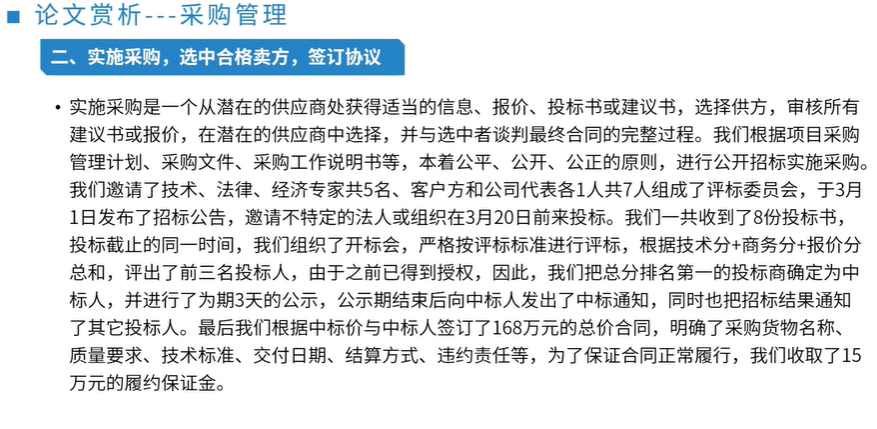 论文赏析---采购管理
二、实施采购，选中合格卖方，签订协议
• 实施采购是一个从潜在的供应商处获得适当的信息、报价、投标书或建议书，选择供方，审核所有
建议书或报价，在潜在的供应商中选择，并与选中者谈判最终合同的完整过程。我们根据项目采购
管理计划、采购文件、采购工作说明书等，本着公平、公开、公正的原则，进行公开招标实施采购。
我们邀请了技术、法律、经济专家共5名、客户方和公司代表各1人共7人组成了评标委员会，于3月
1日发布了招标公告，邀请不特定的法人或组织在3月20日前来投标。我们一共收到了8份投标书，
投标截止的同一时间，我们组织了开标会，严格按评标标准进行评标，根据技术分+商务分+报价分
总和，评出了前三名投标人，由于之前已得到授权，因此，我们把总分排名第一的投标商确定为中
标人，并进行了为期3天的公示，公示期结束后向中标人发出了中标通知，同时也把招标结果通知
了其它投标人。最后我们根据中标价与中标人签订了168万元的总价合同，明确了采购货物名称、
质量要求、技术标准、交付日期、结算方式、违约责任等，为了保证合同正常履行，我们收取了15
万元的履约保证金。